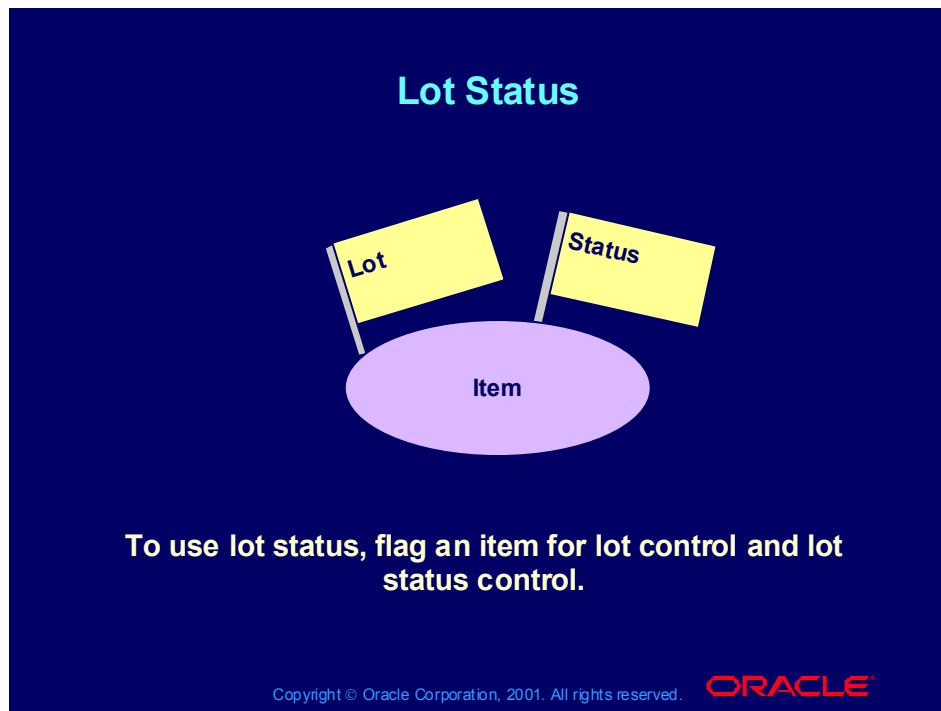 Lot Status
Lot
Status
Item
To use lot status, flag an item for lot control and lot
status control.
Copyright © Oracle Corporation, 2001. All rights reserved.
ORACLE®